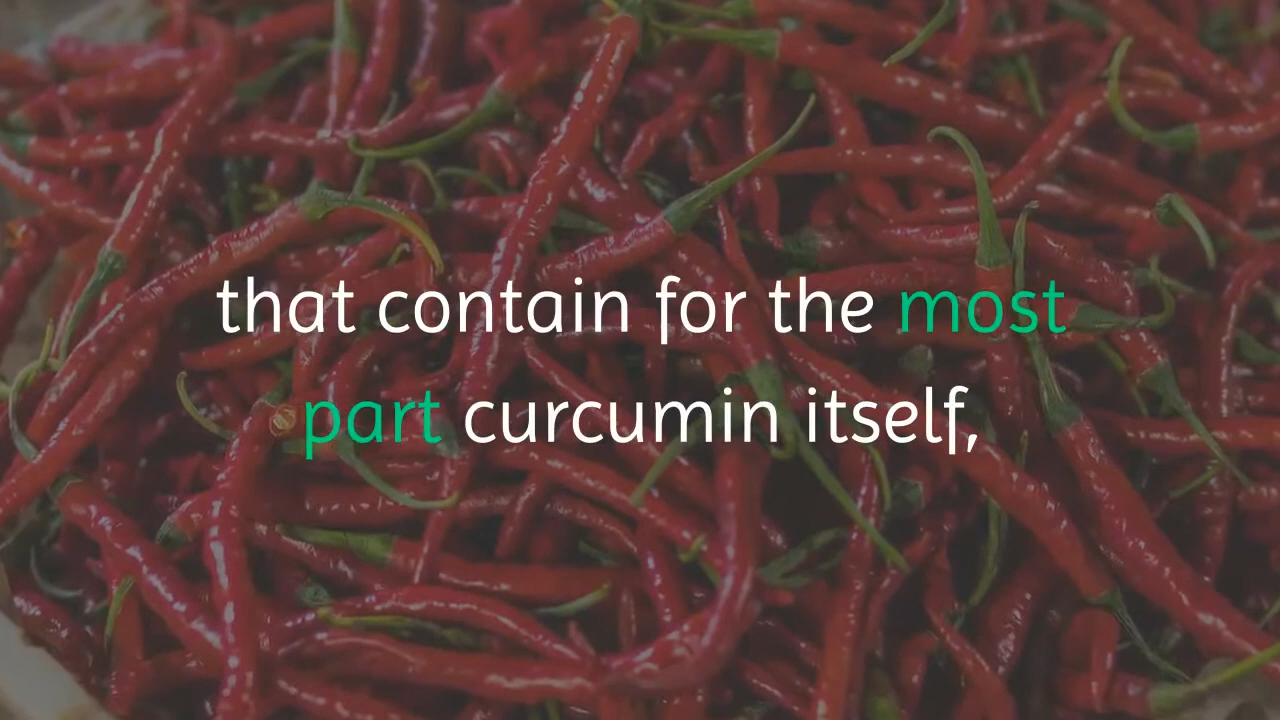 that contain for the most
part curcumin itself,